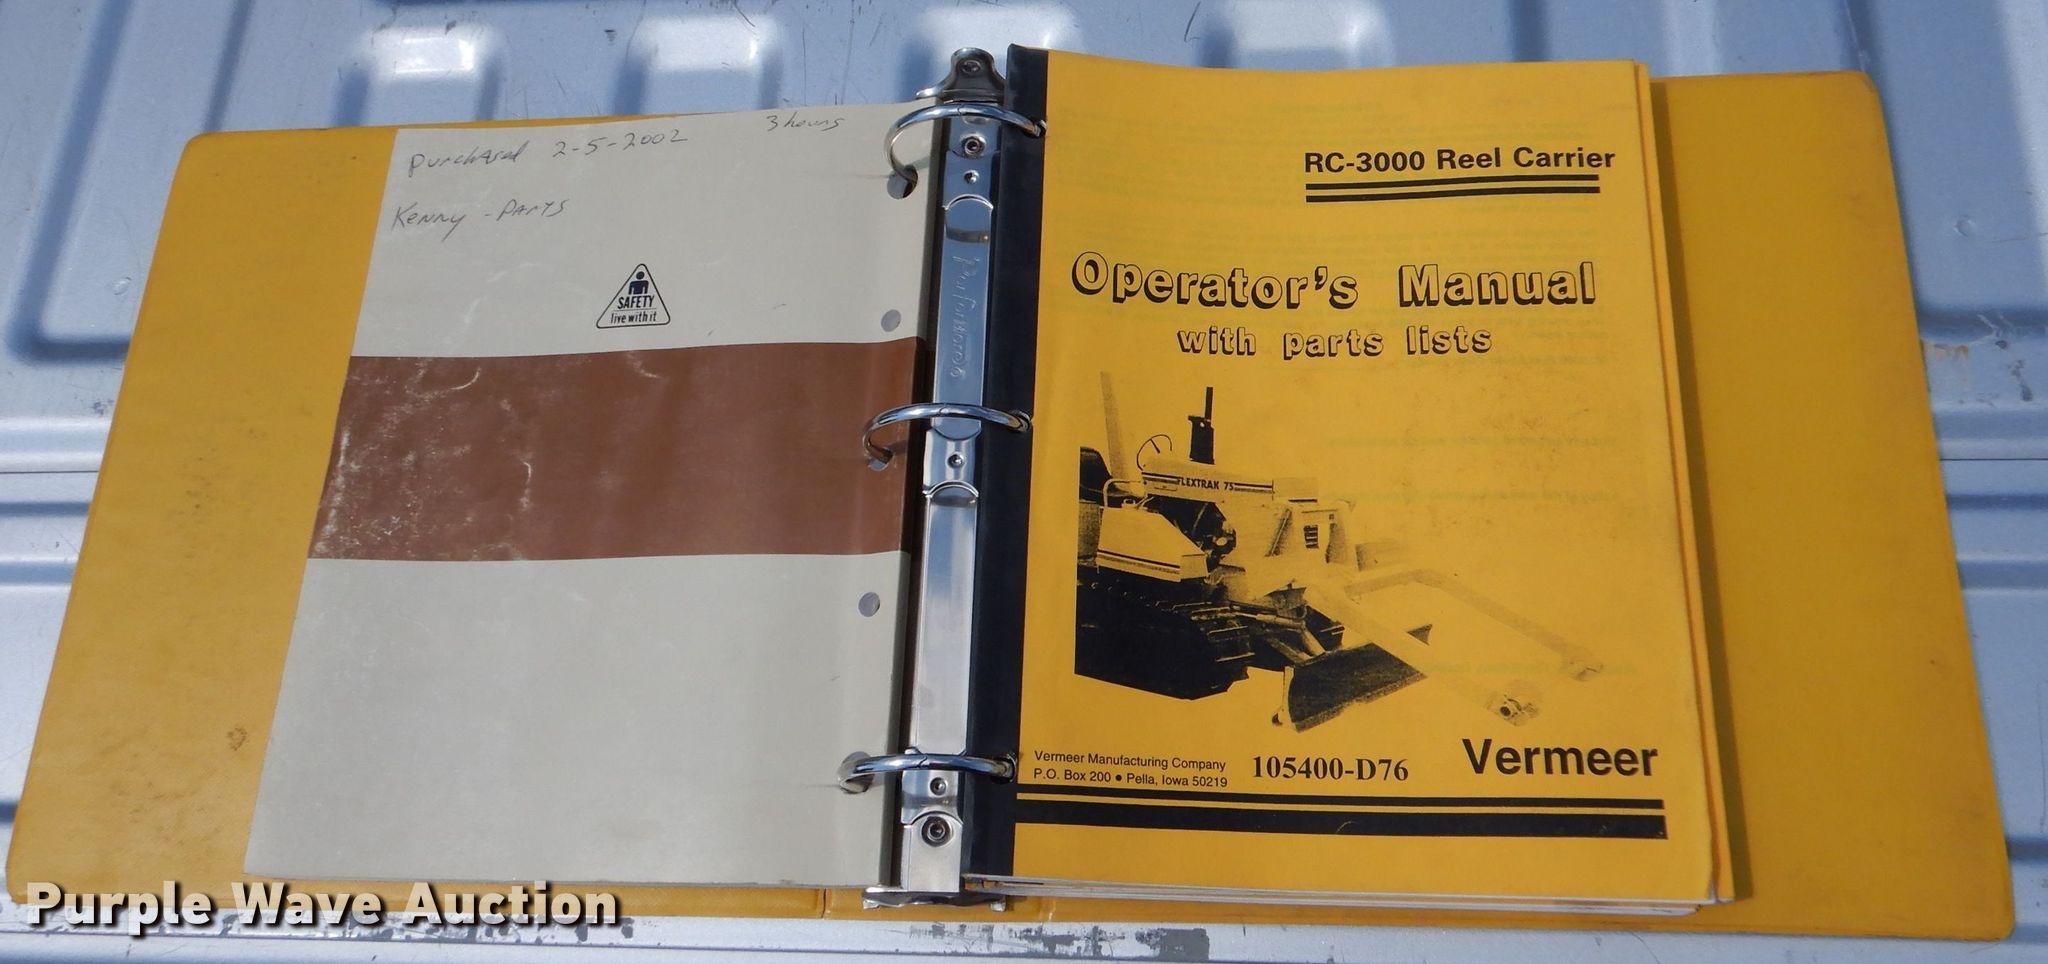 Purchased 2-5-2002 3 hours
Kenny - Parts
SAFETY
live with it
RC-3000 Reel Carrier
Operator's Manual
with parts lists
FLEXTRAK 75
Vermeer Manufacturing Company
P.O. Box 200 ● Pella, Iowa 50219
105400-D76
Vermeer
Purple Wave Auction